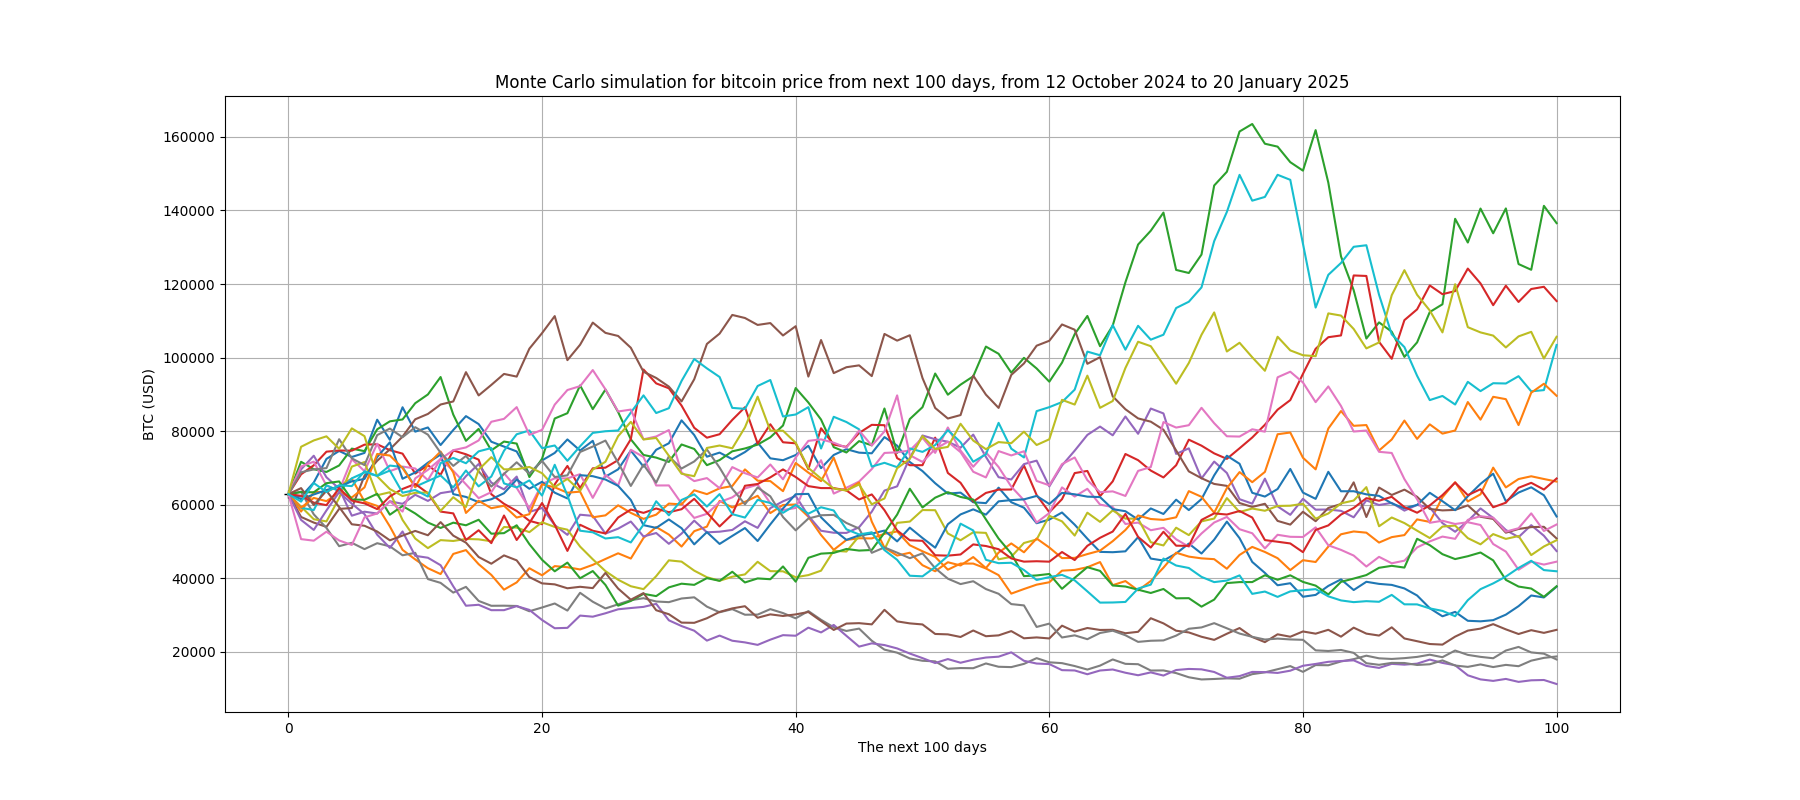 Monte Carlo simulation for bitcoin price from next 100 days, from 12 October 2024 to 20 January 2025
160000
140000
120000
100000
80000
60000
40000
20000
BTC (USD)
0 20 40 60 80 100
The next 100 days